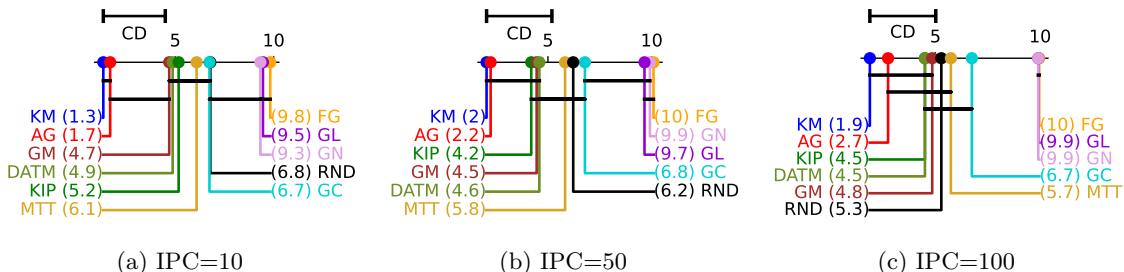 CD
5
10
KM (1.3)
AG (1.7)
GM (4.7)
DATM (4.9)
KIP (5.2)
MTT (6.1)
(9.8) FG
(9.5) GL
(9.3) GN
(6.8) RND
(6.7) GC
(a) IPC=10
CD
5
10
KM (2)
AG (2.2)
KIP (4.2)
GM (4.5)
DATM (4.6)
MTT (5.8)
(10) FG
(9.9) GN
(9.7) GL
(6.8) GC
(6.2) RND
(b) IPC=50
CD
5
10
KM (1.9)
AG (2.7)
KIP (4.5)
DATM (4.5)
GM (4.8)
RND (5.3)
(10) FG
(9.9) GL
(9.9) GN
(6.7) GC
(5.7) MTT
(c) IPC=100